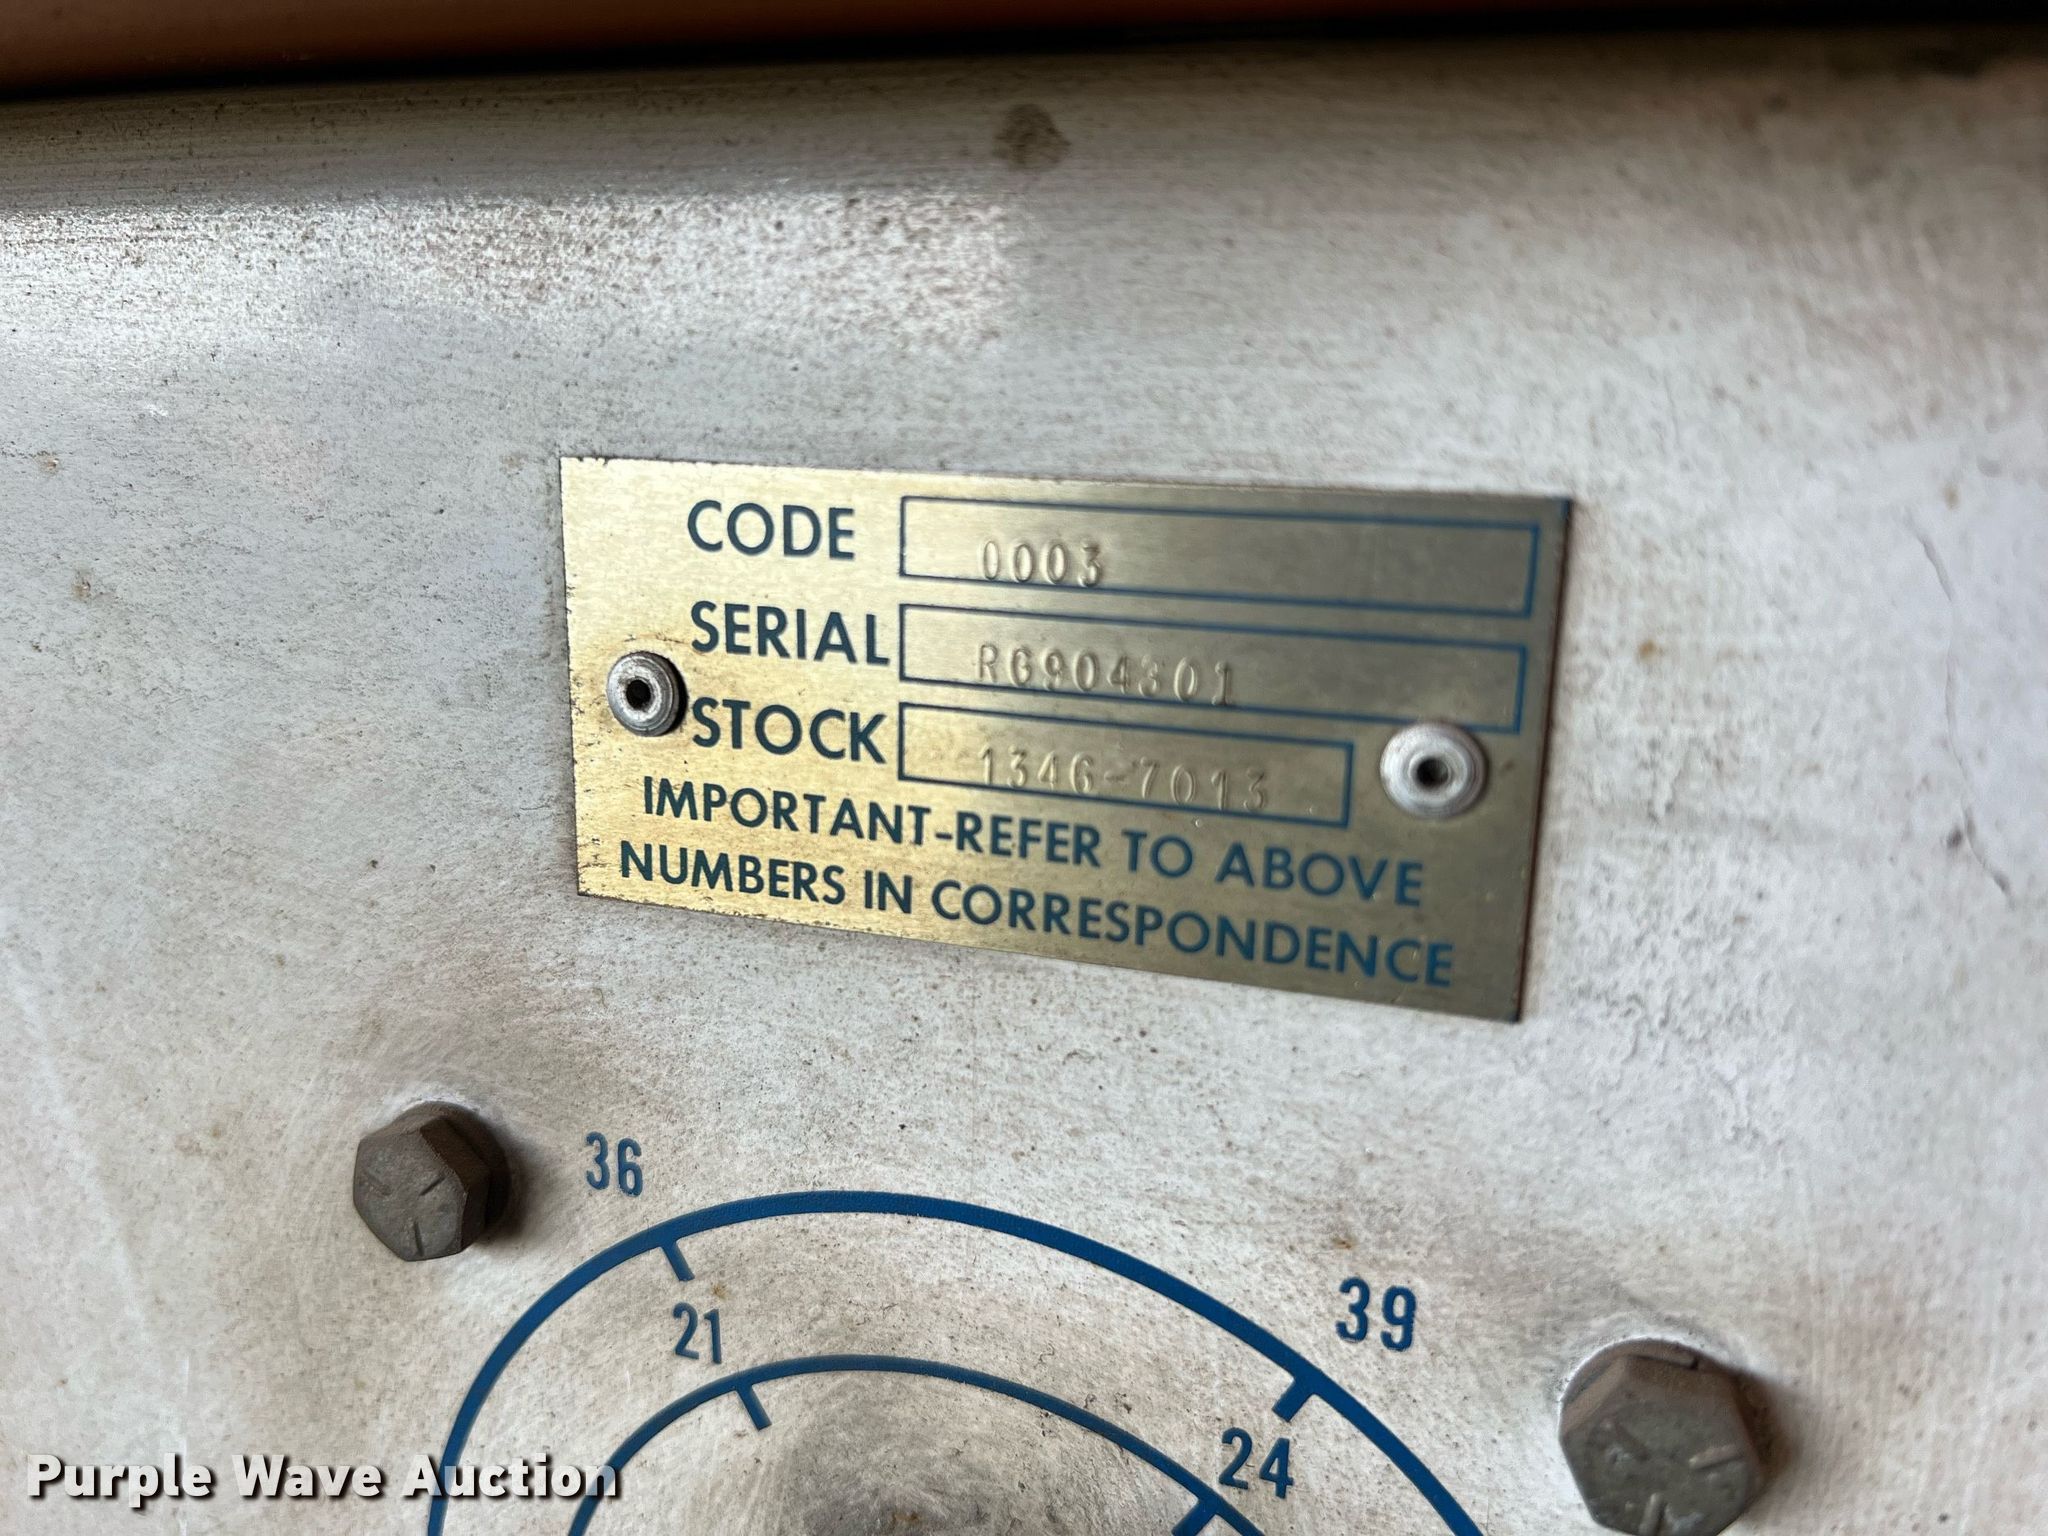 CODE 0003
SERIAL RG904301
STOCK 1346-7013
IMPORTANT-REFER TO ABOVE
NUMBERS IN CORRESPONDENCE
36
39
21
24
Purple Wave Auction